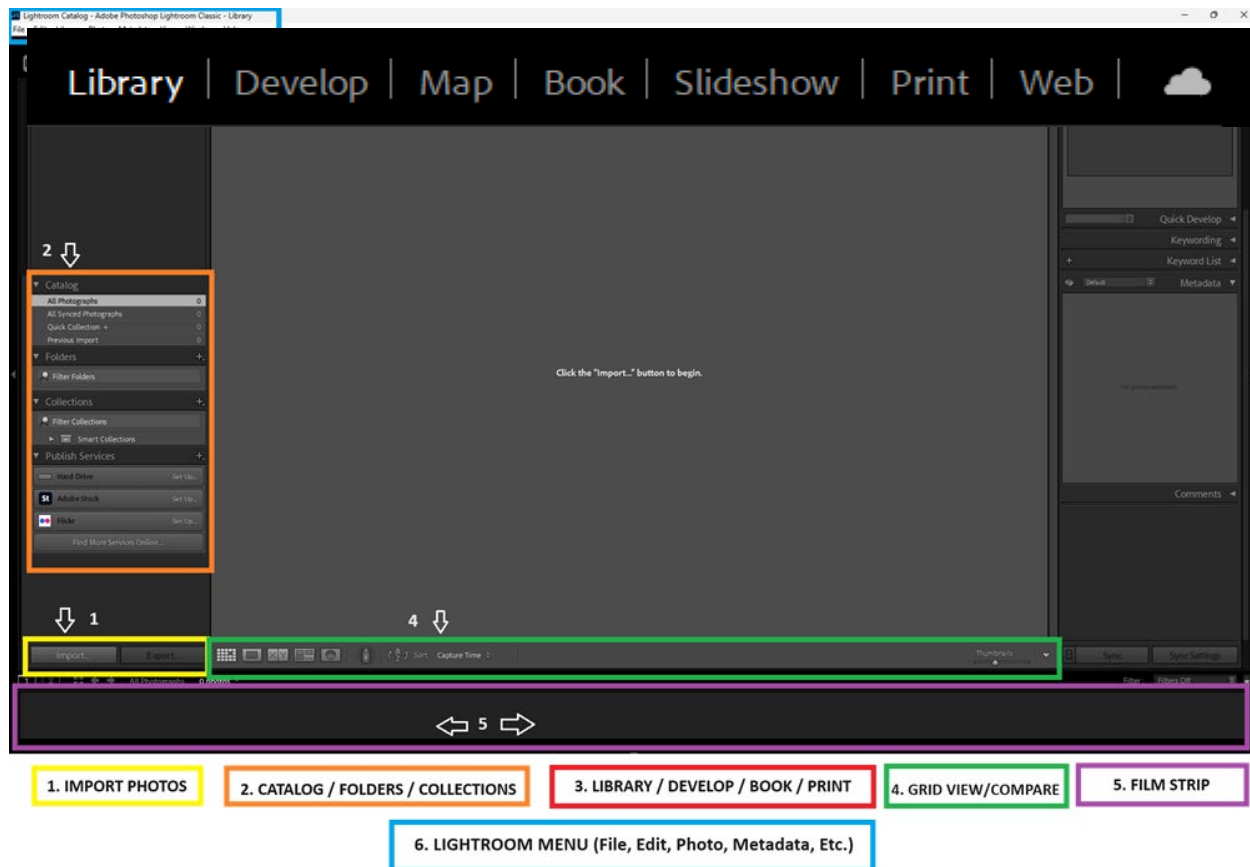 Lightroom Catalog - Adobe Photoshop Lightroom Classic - Library
File
Library | Develop | Map | Book | Slideshow | Print | Web |
Quick Develop
Keywording
2
+ Keyword List
Catalog
Default Metadata
All Photographs 0
All Synced Photographs 0
Quick Collection + 0
Previous Import 0
Folders +
Filter Folders
Click the "Import..." button to begin.
No photo selected
Collections +
Filter Collections
Smart Collections
Publish Services +
Hard Drive Set Up...
Comments
St Adobe Stock Set Up...
Flickr Set Up...
Find More Services Online...
1
4
Import... Export...
XY
Sort: Capture Time
Thumbnails
Sync Sync Settings
1 2 All Photographs 0 photos
Filter: Filters Off
5
1. IMPORT PHOTOS
2. CATALOG / FOLDERS / COLLECTIONS
3. LIBRARY / DEVELOP / BOOK / PRINT
4. GRID VIEW/COMPARE
5. FILM STRIP
6. LIGHTROOM MENU (File, Edit, Photo, Metadata, Etc.)